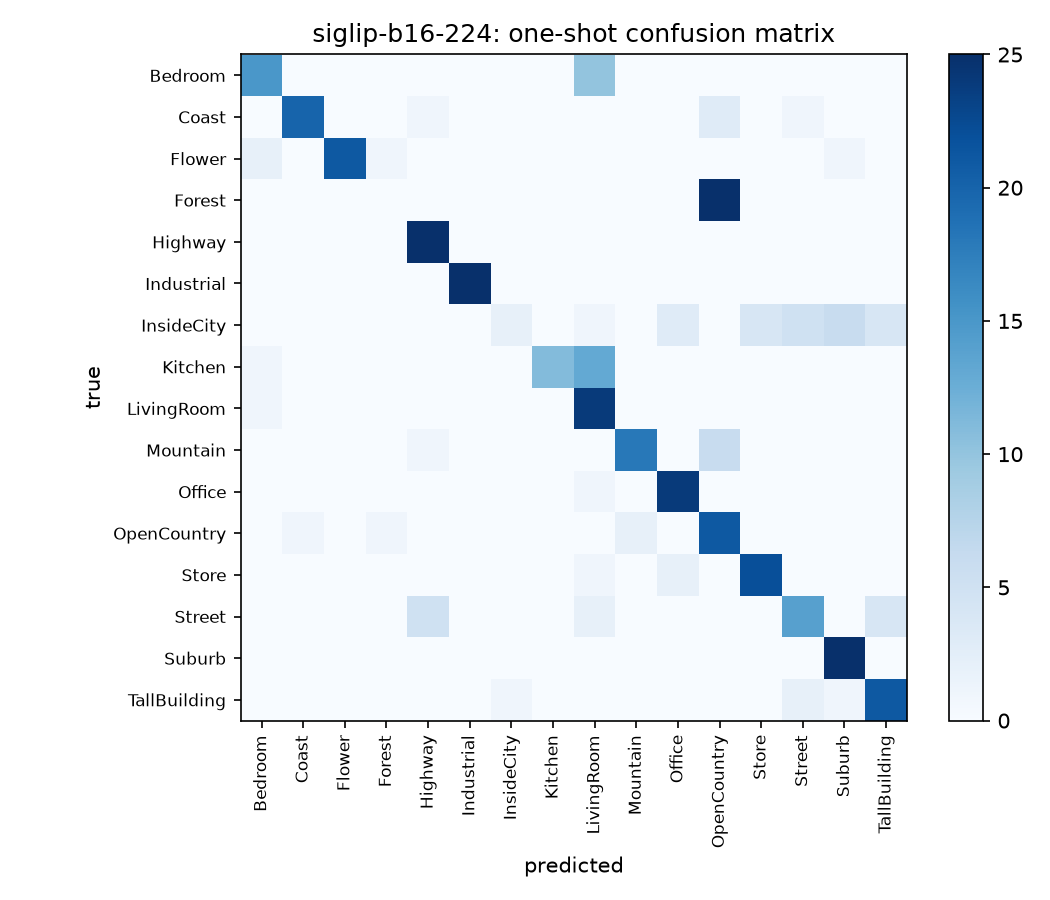 siglip-b16-224: one-shot confusion matrix
true
Bedroom
Coast
Flower
Forest
Highway
Industrial
InsideCity
Kitchen
LivingRoom
Mountain
Office
OpenCountry
Store
Street
Suburb
TallBuilding
Bedroom
Coast
Flower
Forest
Highway
Industrial
InsideCity
Kitchen
LivingRoom
Mountain
Office
OpenCountry
Store
Street
Suburb
TallBuilding
predicted
25
20
15
10
5
0